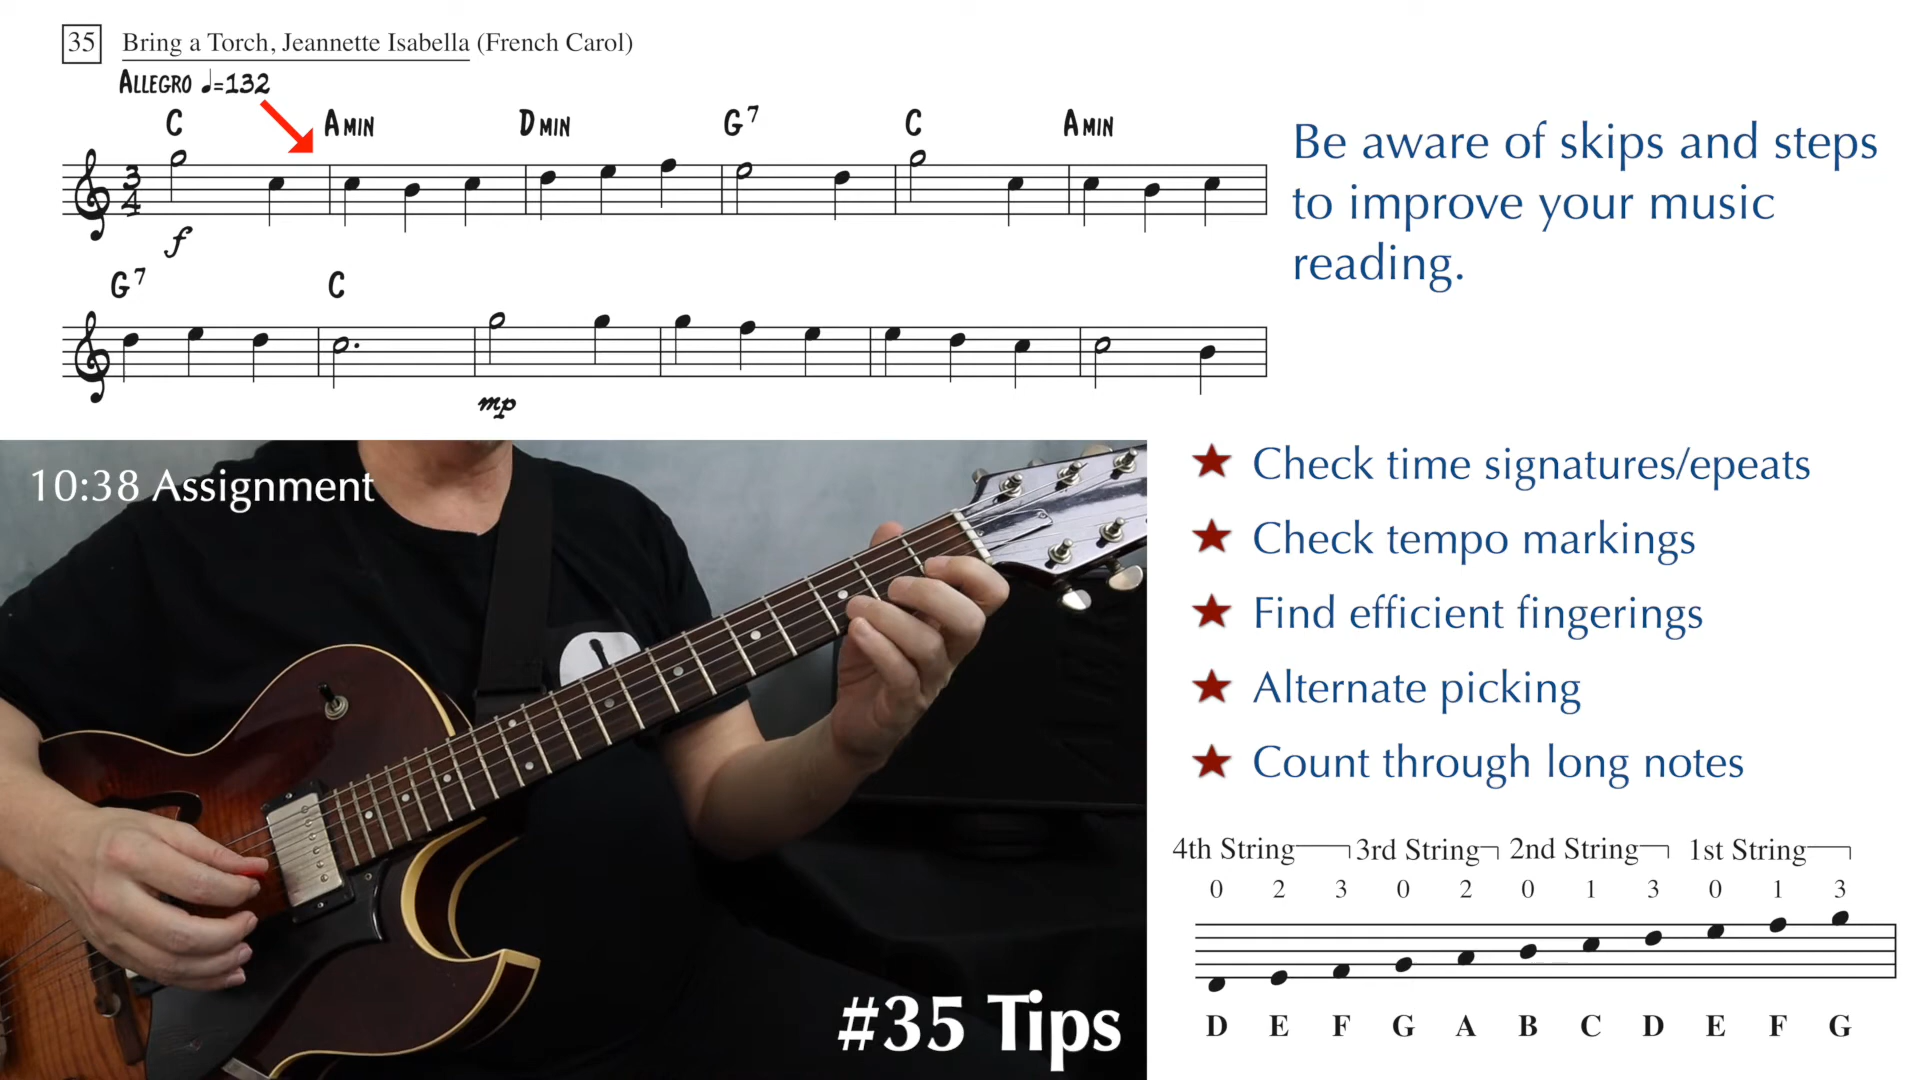 35 Bring a Torch, Jeannette Isabella (French Carol)
ALLEGRO ♩=132
C AMIN DMIN G7 C AMIN
3
4
f
G7 C
mp
Be aware of skips and steps
to improve your music
reading.
10:38 Assignment
#35 Tips
★ Check time signatures/epeats
★ Check tempo markings
★ Find efficient fingerings
★ Alternate picking
★ Count through long notes
4th String 3rd String 2nd String 1st String
0 2 3 0 2 0 1 3 0 1 3
D E F G A B C D E F G